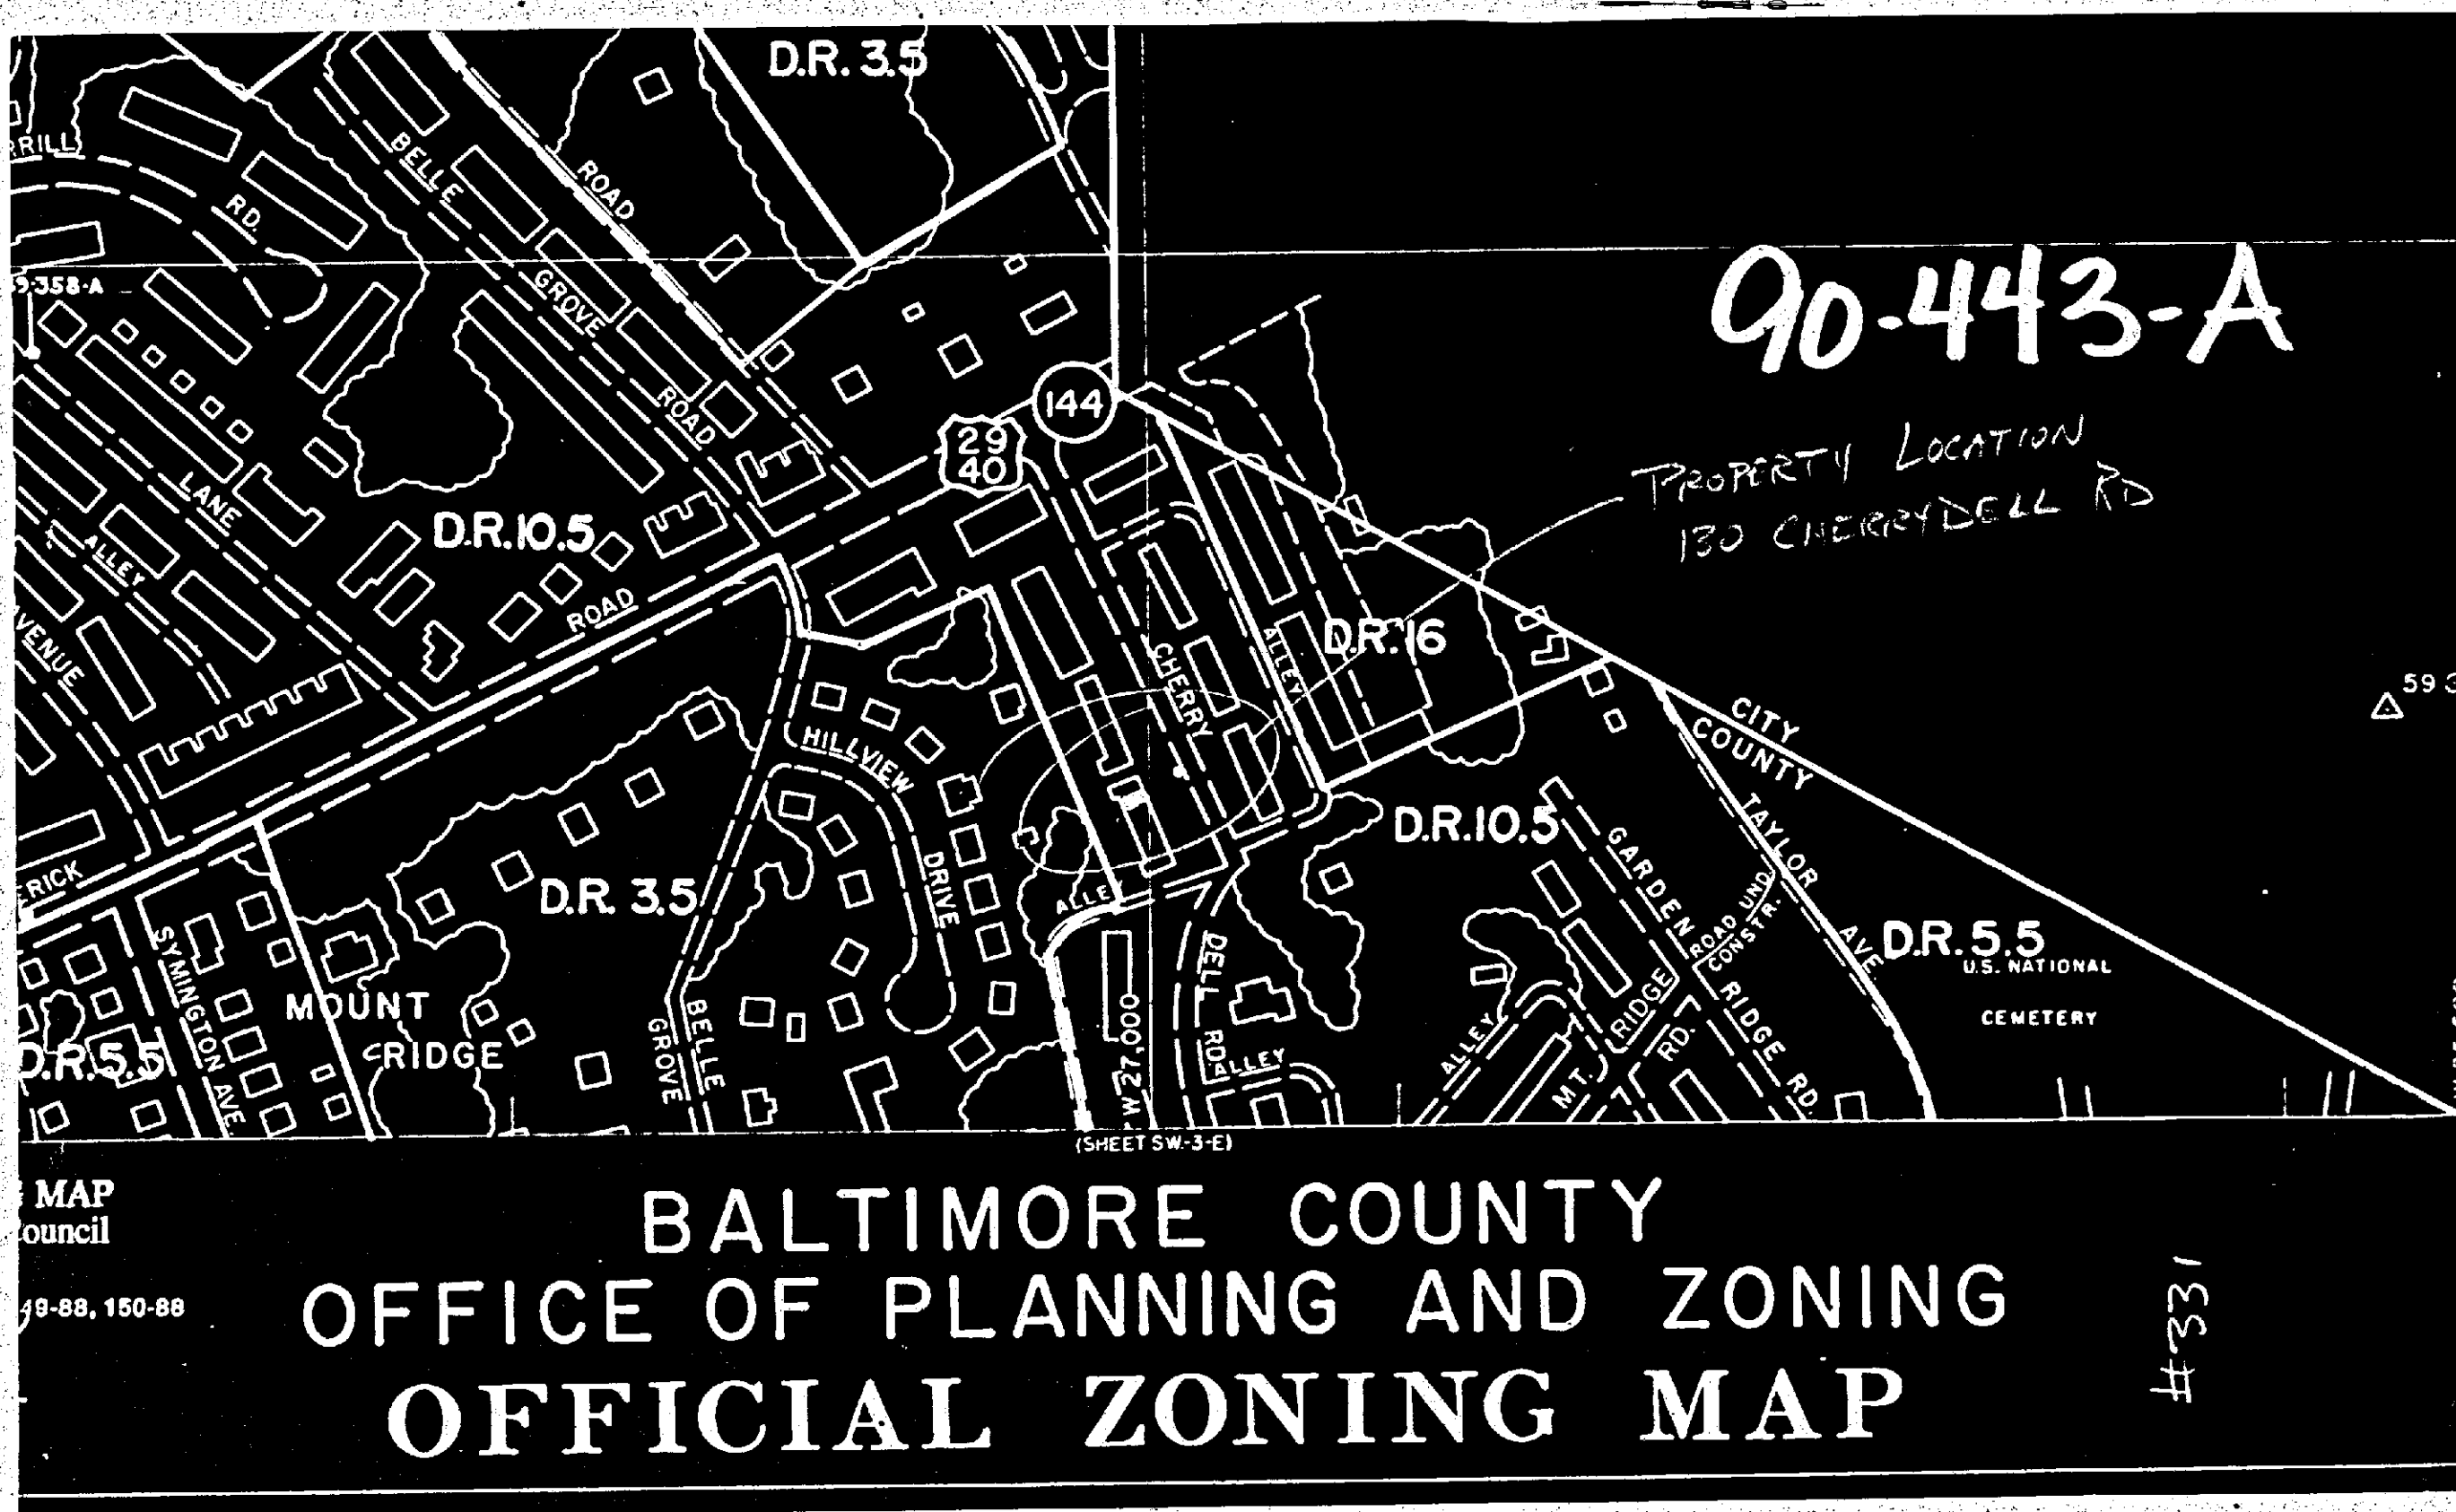 D.R. 3.5
RRILL
RD.
BELLE
GROVE
ROAD
ROAD
9-358-A
90-443-A
144
29
40
PROPERTY LOCATION
130 CHERRYDELL RD
LANE
ALLEY
VENUE
D.R.10.5
ROAD
D.R.16
ALLEY
CHERRY
HILLVIEW
DRIVE
59 3
CITY
COUNTY
TAYLOR
AVE.
D.R.10.5
GARDEN
RIDGE RD.
ROAD UND.
CONSTR.
ERICK
D.R. 3.5
ALLEY
SYMINGTON AVE.
MOUNT
RIDGE
D.R.5.5
BELLE
GROVE
DELL RD.
ALLEY
W 27,000
ALLEY
MT. RIDGE
RD.
D.R. 5.5
U.S. NATIONAL
CEMETERY
(SHEET SW-3-E)
MAP
ouncil
49-88, 150-88
BALTIMORE COUNTY
OFFICE OF PLANNING AND ZONING
OFFICIAL ZONING MAP
#331